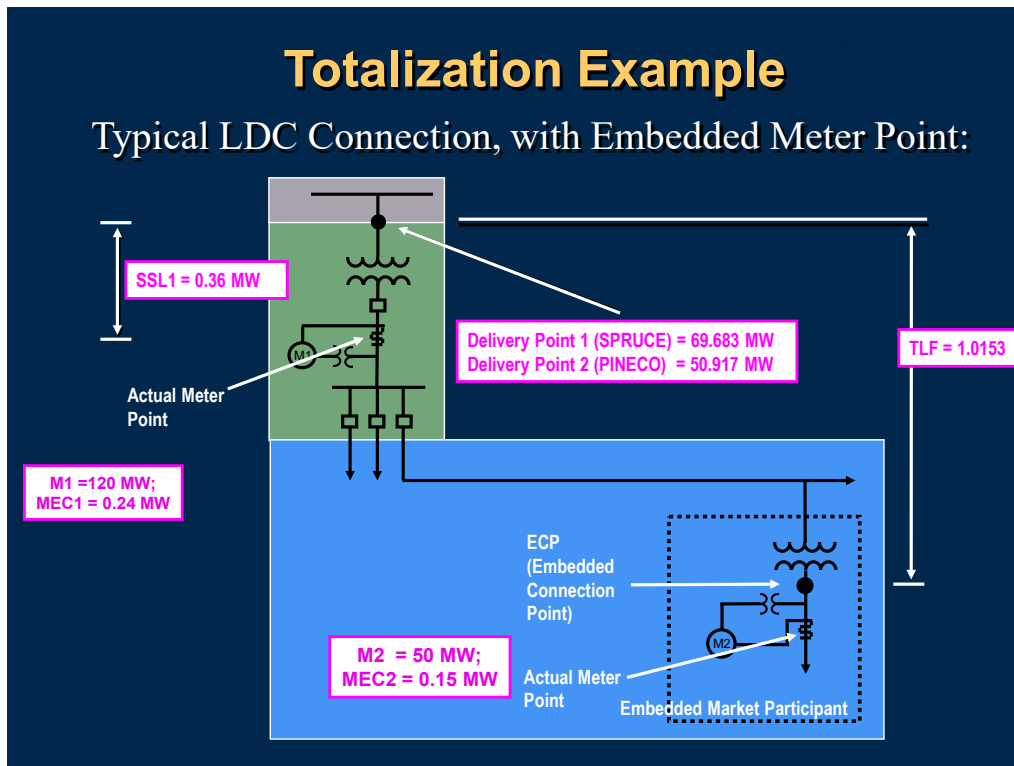 Totalization Example
Typical LDC Connection, with Embedded Meter Point:
SSL1 = 0.36 MW
Delivery Point 1 (SPRUCE) = 69.683 MW
Delivery Point 2 (PINECO) = 50.917 MW
TLF = 1.0153
M1
Actual Meter
Point
M1 =120 MW;
MEC1 = 0.24 MW
ECP
(Embedded
Connection
Point)
M2 = 50 MW;
MEC2 = 0.15 MW
M2
Actual Meter
Point
Embedded Market Participant